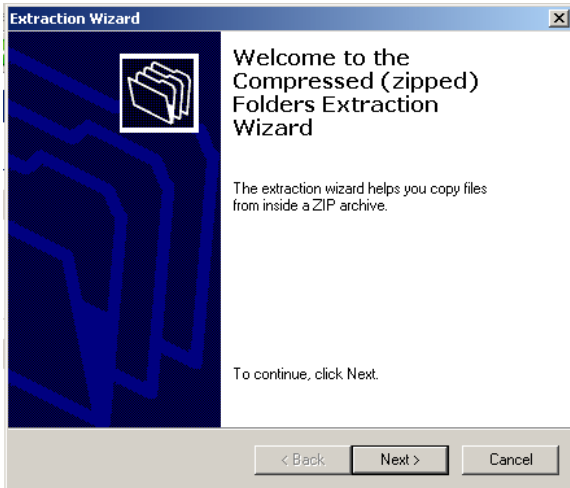 Extraction Wizard
Welcome to the
Compressed (zipped)
Folders Extraction
Wizard
The extraction wizard helps you copy files
from inside a ZIP archive.
To continue, click Next.
< Back
Next >
Cancel